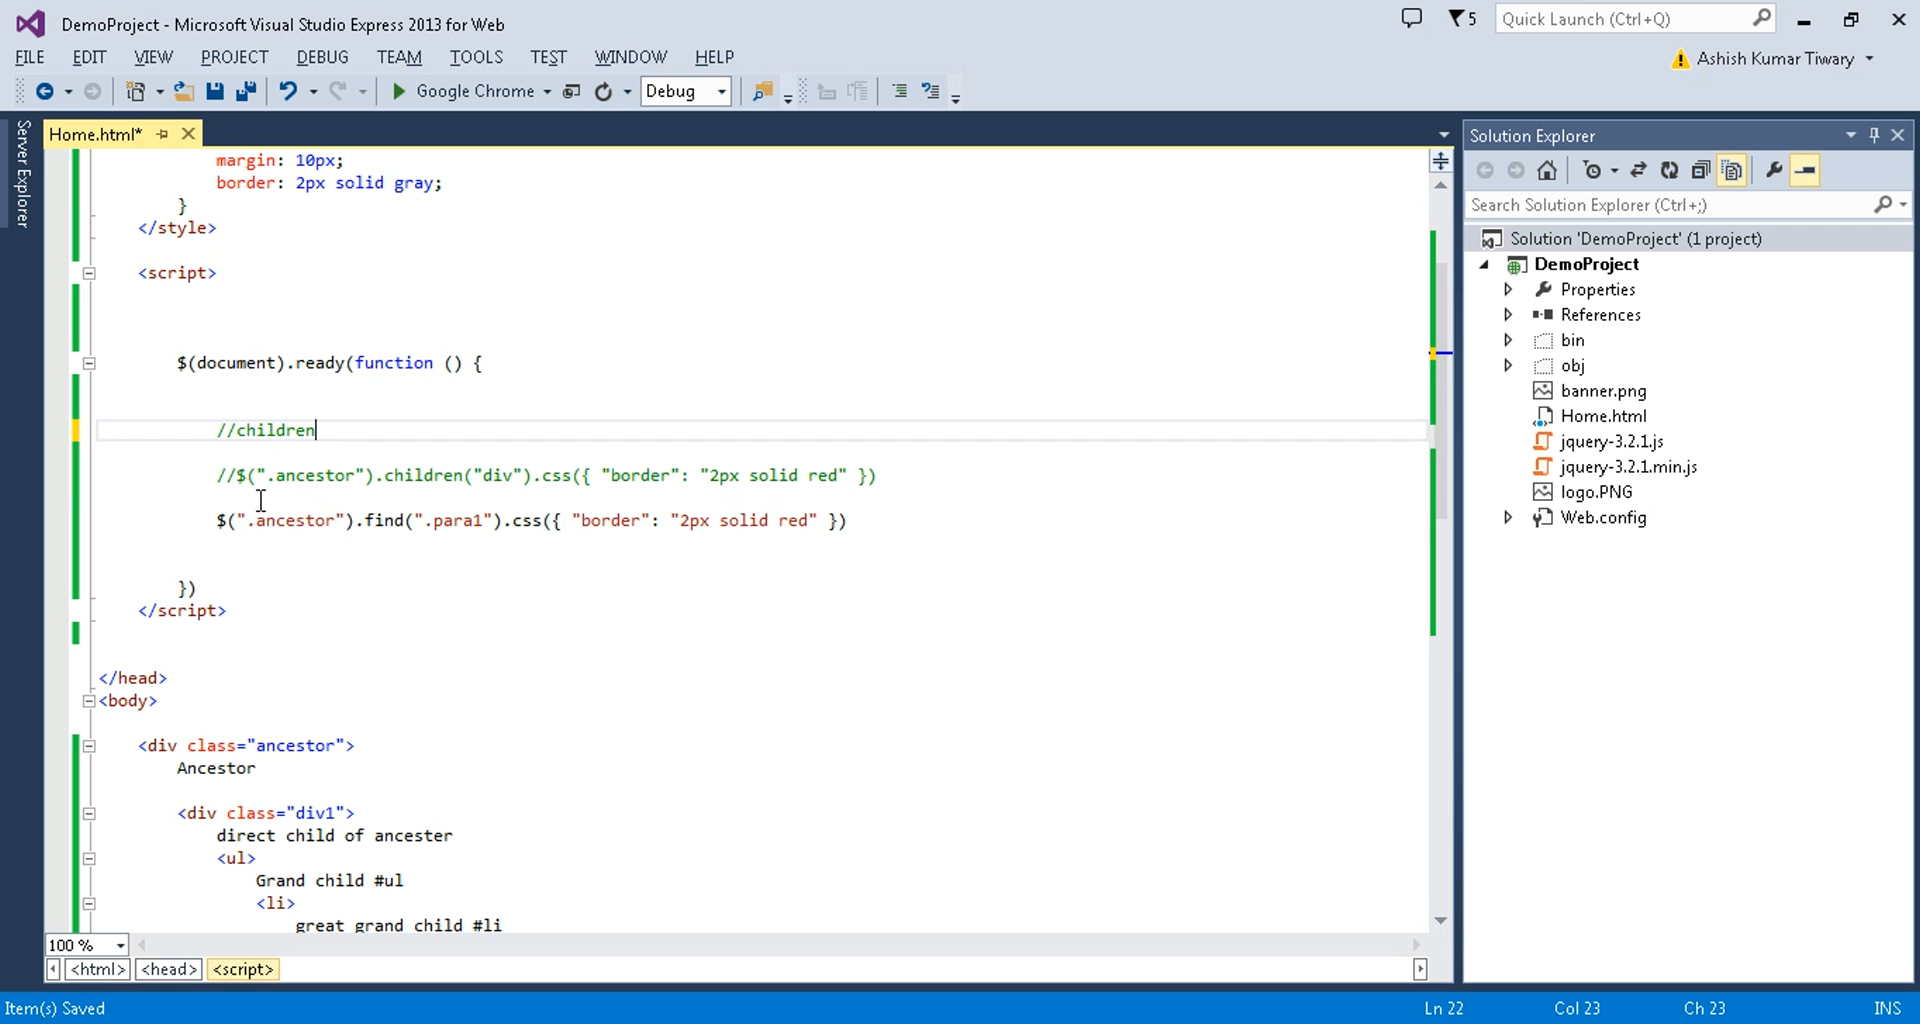 DemoProject - Microsoft Visual Studio Express 2013 for Web
5
Quick Launch (Ctrl+Q)
FILE EDIT VIEW PROJECT DEBUG TEAM TOOLS TEST WINDOW HELP
Ashish Kumar Tiwary
Google Chrome
Debug
Server Explorer
Home.html*
margin: 10px;
border: 2px solid gray;
}
</style>
<script>
$(document).ready(function () {
//children
//$(".ancestor").children("div").css({ "border": "2px solid red" })
$(".ancestor").find(".para1").css({ "border": "2px solid red" })
})
</script>
</head>
<body>
<div class="ancestor">
Ancestor
<div class="div1">
direct child of ancester
<ul>
Grand child #ul
<li>
great grand child #li
100 %
<html> <head> <script>
Solution Explorer
Search Solution Explorer (Ctrl+;)
Solution 'DemoProject' (1 project)
DemoProject
Properties
References
bin
obj
banner.png
Home.html
jquery-3.2.1.js
jquery-3.2.1.min.js
logo.PNG
Web.config
Item(s) Saved
Ln 22 Col 23 Ch 23 INS